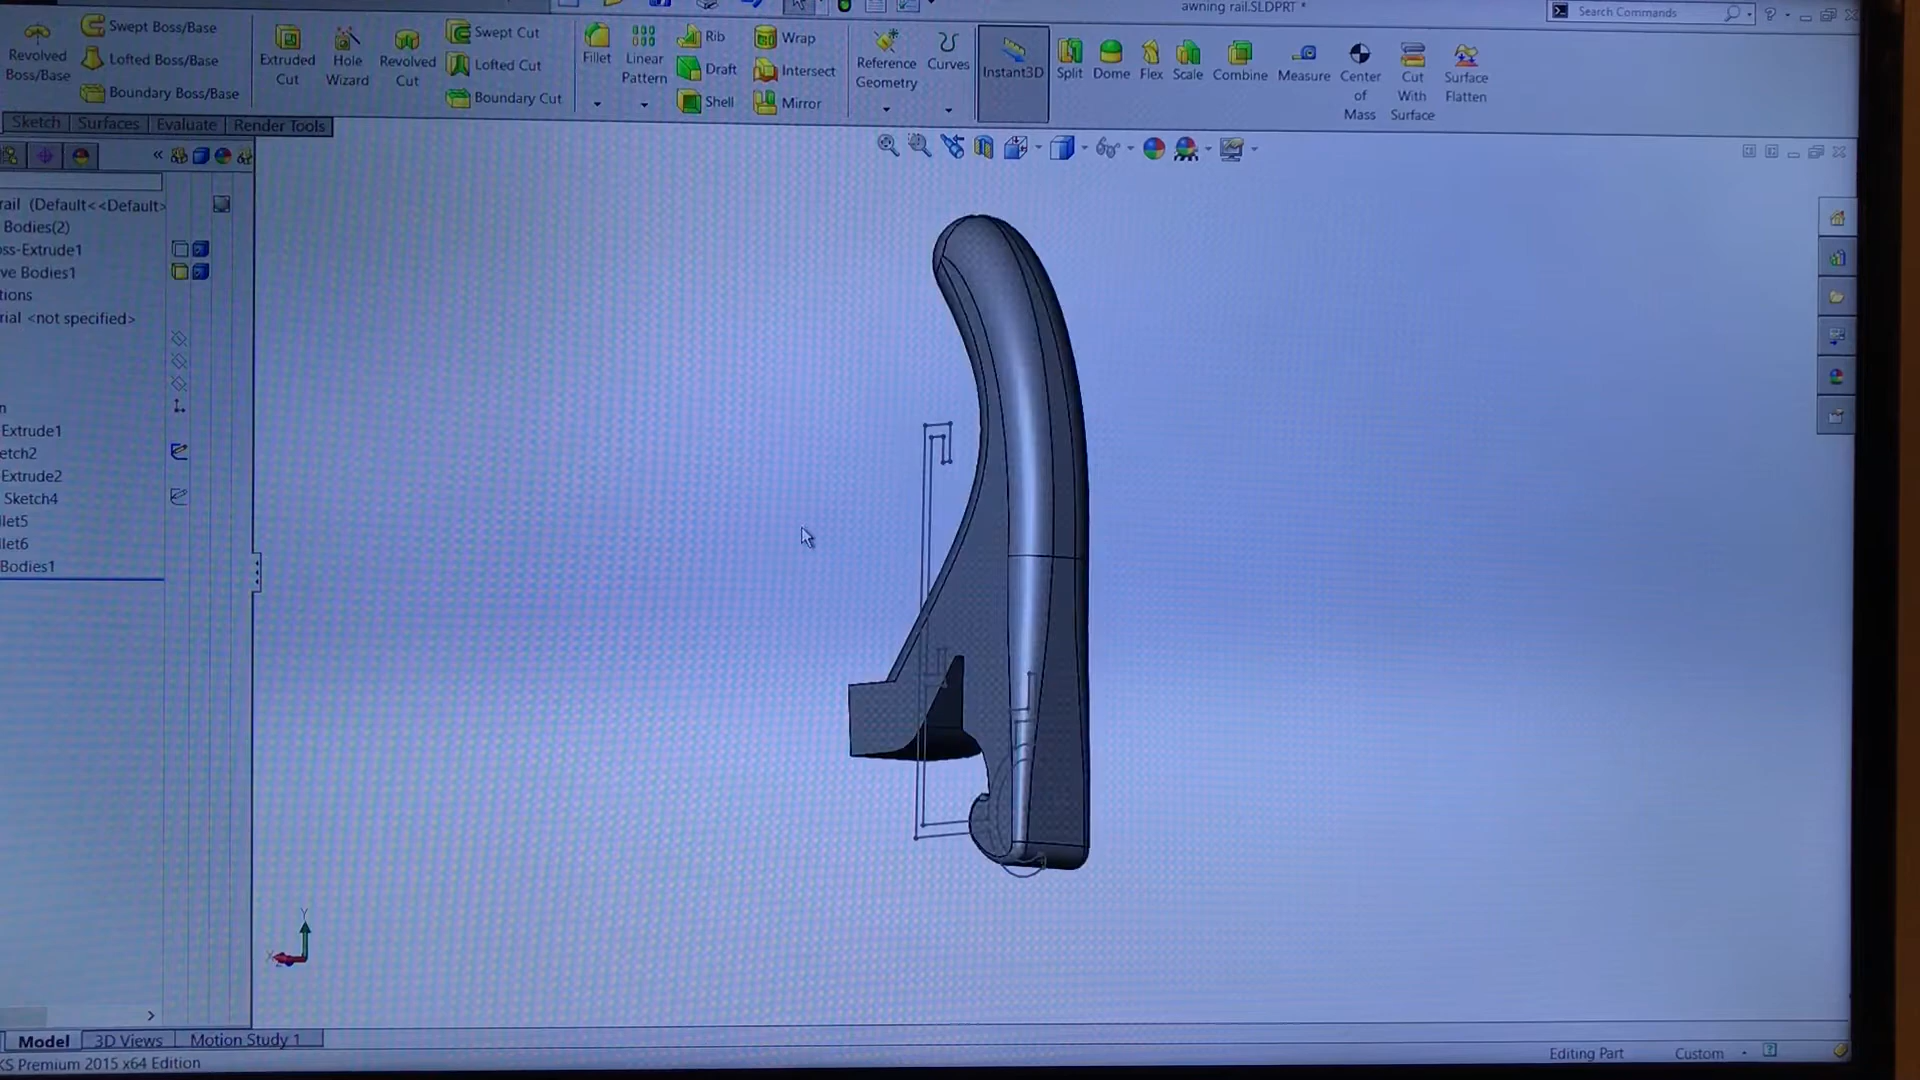 awning rail.SLDPRT *
Search Commands
Revolved Boss/Base
Swept Boss/Base
Lofted Boss/Base
Boundary Boss/Base
Extruded Cut
Hole Wizard
Revolved Cut
Swept Cut
Lofted Cut
Boundary Cut
Fillet
Linear Pattern
Rib
Draft
Shell
Wrap
Intersect
Mirror
Reference Geometry
Curves
Instant3D
Split
Dome
Flex
Scale
Combine
Measure
Center of Mass
Cut With Surface
Surface Flatten
Sketch Surfaces Evaluate Render Tools
rail (Default<<Default>
Bodies(2)
oss-Extrude1
ve Bodies1
tions
rial <not specified>
n
Extrude1
etch2
Extrude2
Sketch4
llet5
llet6
Bodies1
Y
X
Model 3D Views Motion Study 1
KS Premium 2015 x64 Edition
Editing Part Custom